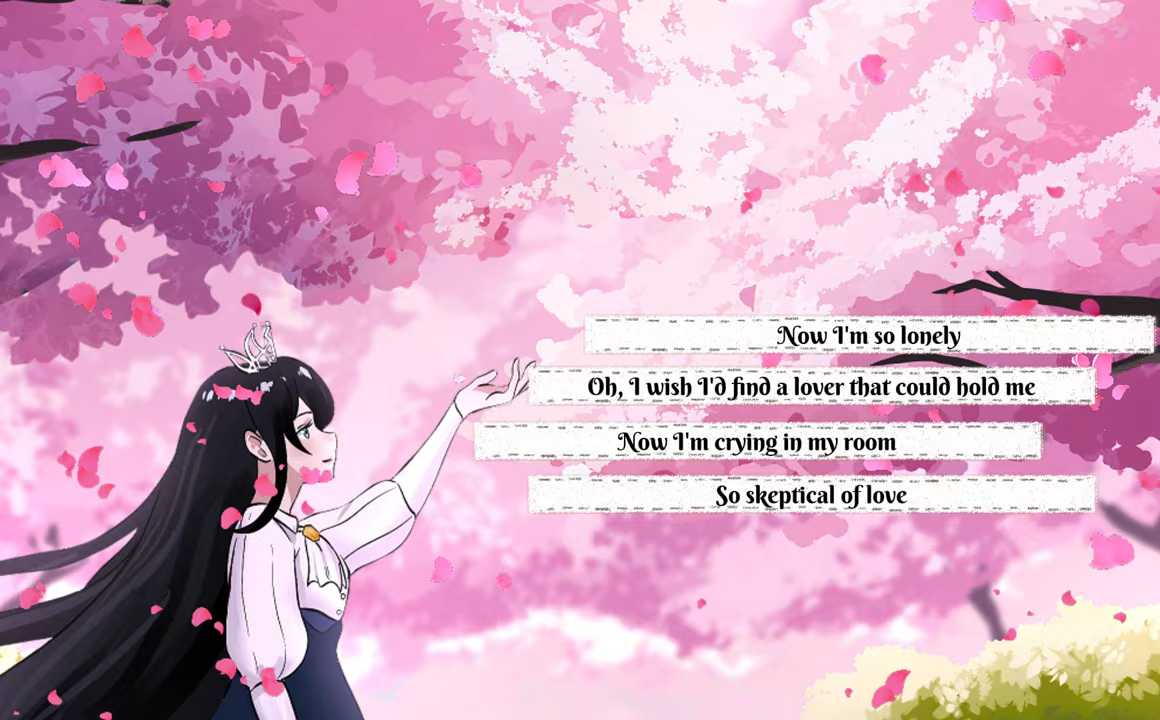 Now I'm so lonely
Oh, I wish I'd find a lover that could hold me
Now I'm crying in my room
So skeptical of love